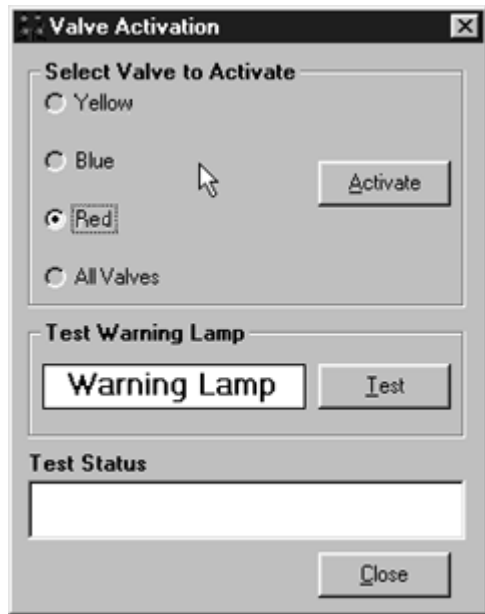 Valve Activation
Select Valve to Activate
Yellow
Blue
Activate
Red
All Valves
Test Warning Lamp
Warning Lamp
Test
Test Status
Close